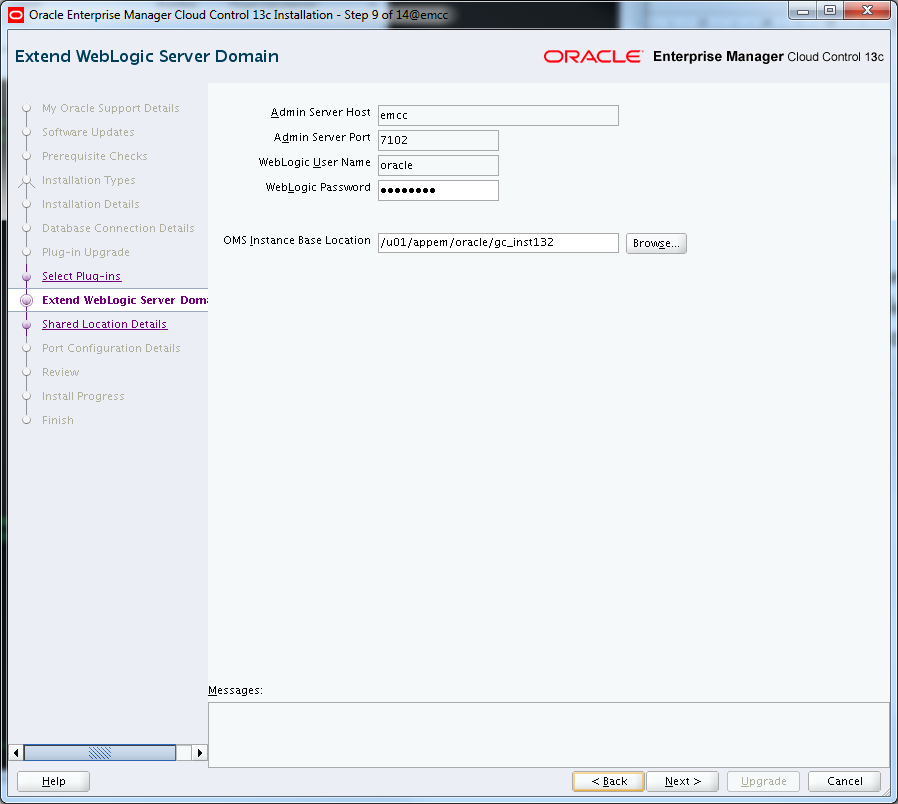 Oracle Enterprise Manager Cloud Control 13c Installation - Step 9 of 14@emcc
Extend WebLogic Server Domain
ORACLE Enterprise Manager Cloud Control 13c
My Oracle Support Details
Software Updates
Prerequisite Checks
Installation Types
Installation Details
Database Connection Details
Plug-in Upgrade
Select Plug-ins
Extend WebLogic Server Doma
Shared Location Details
Port Configuration Details
Review
Install Progress
Finish
Admin Server Host emcc
Admin Server Port 7102
WebLogic User Name oracle
WebLogic Password ●●●●●●●●
OMS Instance Base Location /u01/appem/oracle/gc_inst132 Browse...
Messages:
Help < Back Next > Upgrade Cancel